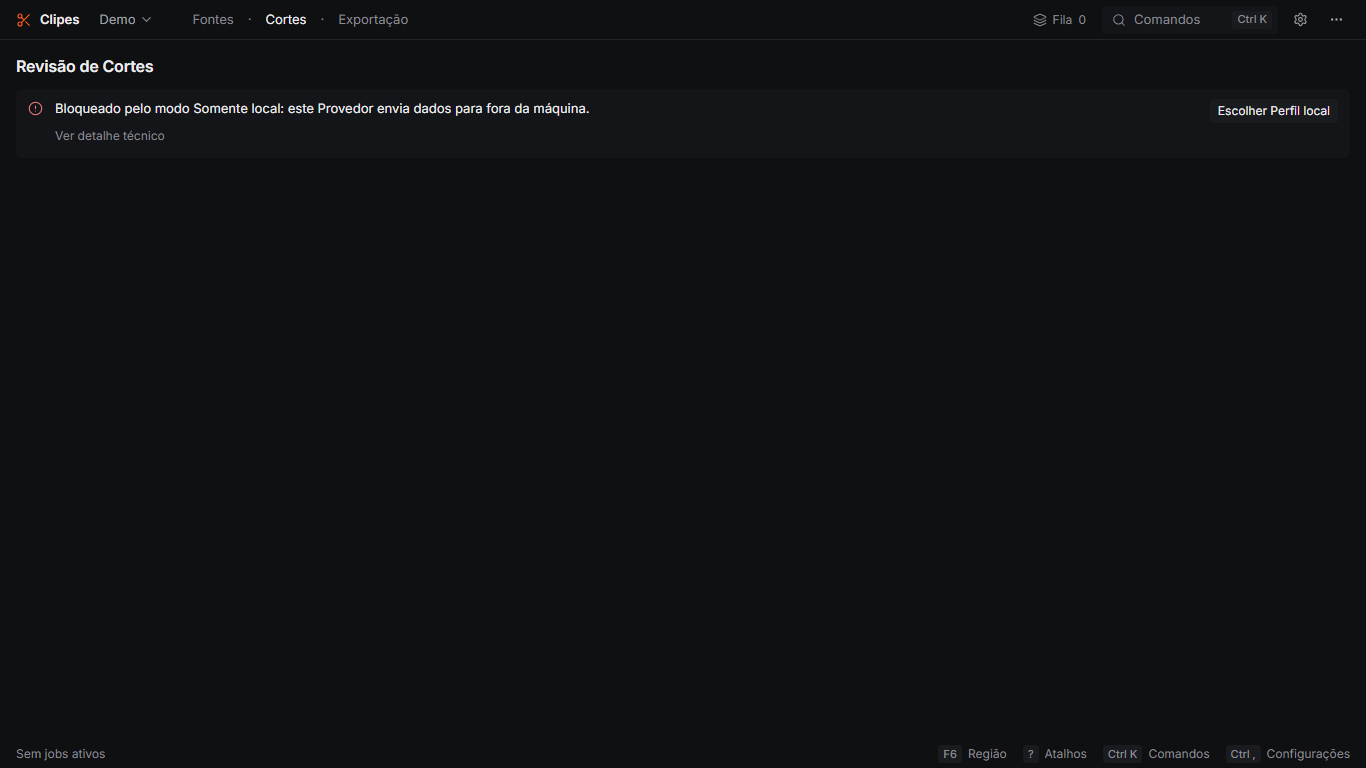 Clipes Demo Fontes · Cortes · Exportação Fila 0 Comandos Ctrl K
Revisão de Cortes
Bloqueado pelo modo Somente local: este Provedor envia dados para fora da máquina. Escolher Perfil local
Ver detalhe técnico
Sem jobs ativos F6 Região ? Atalhos Ctrl K Comandos Ctrl , Configurações